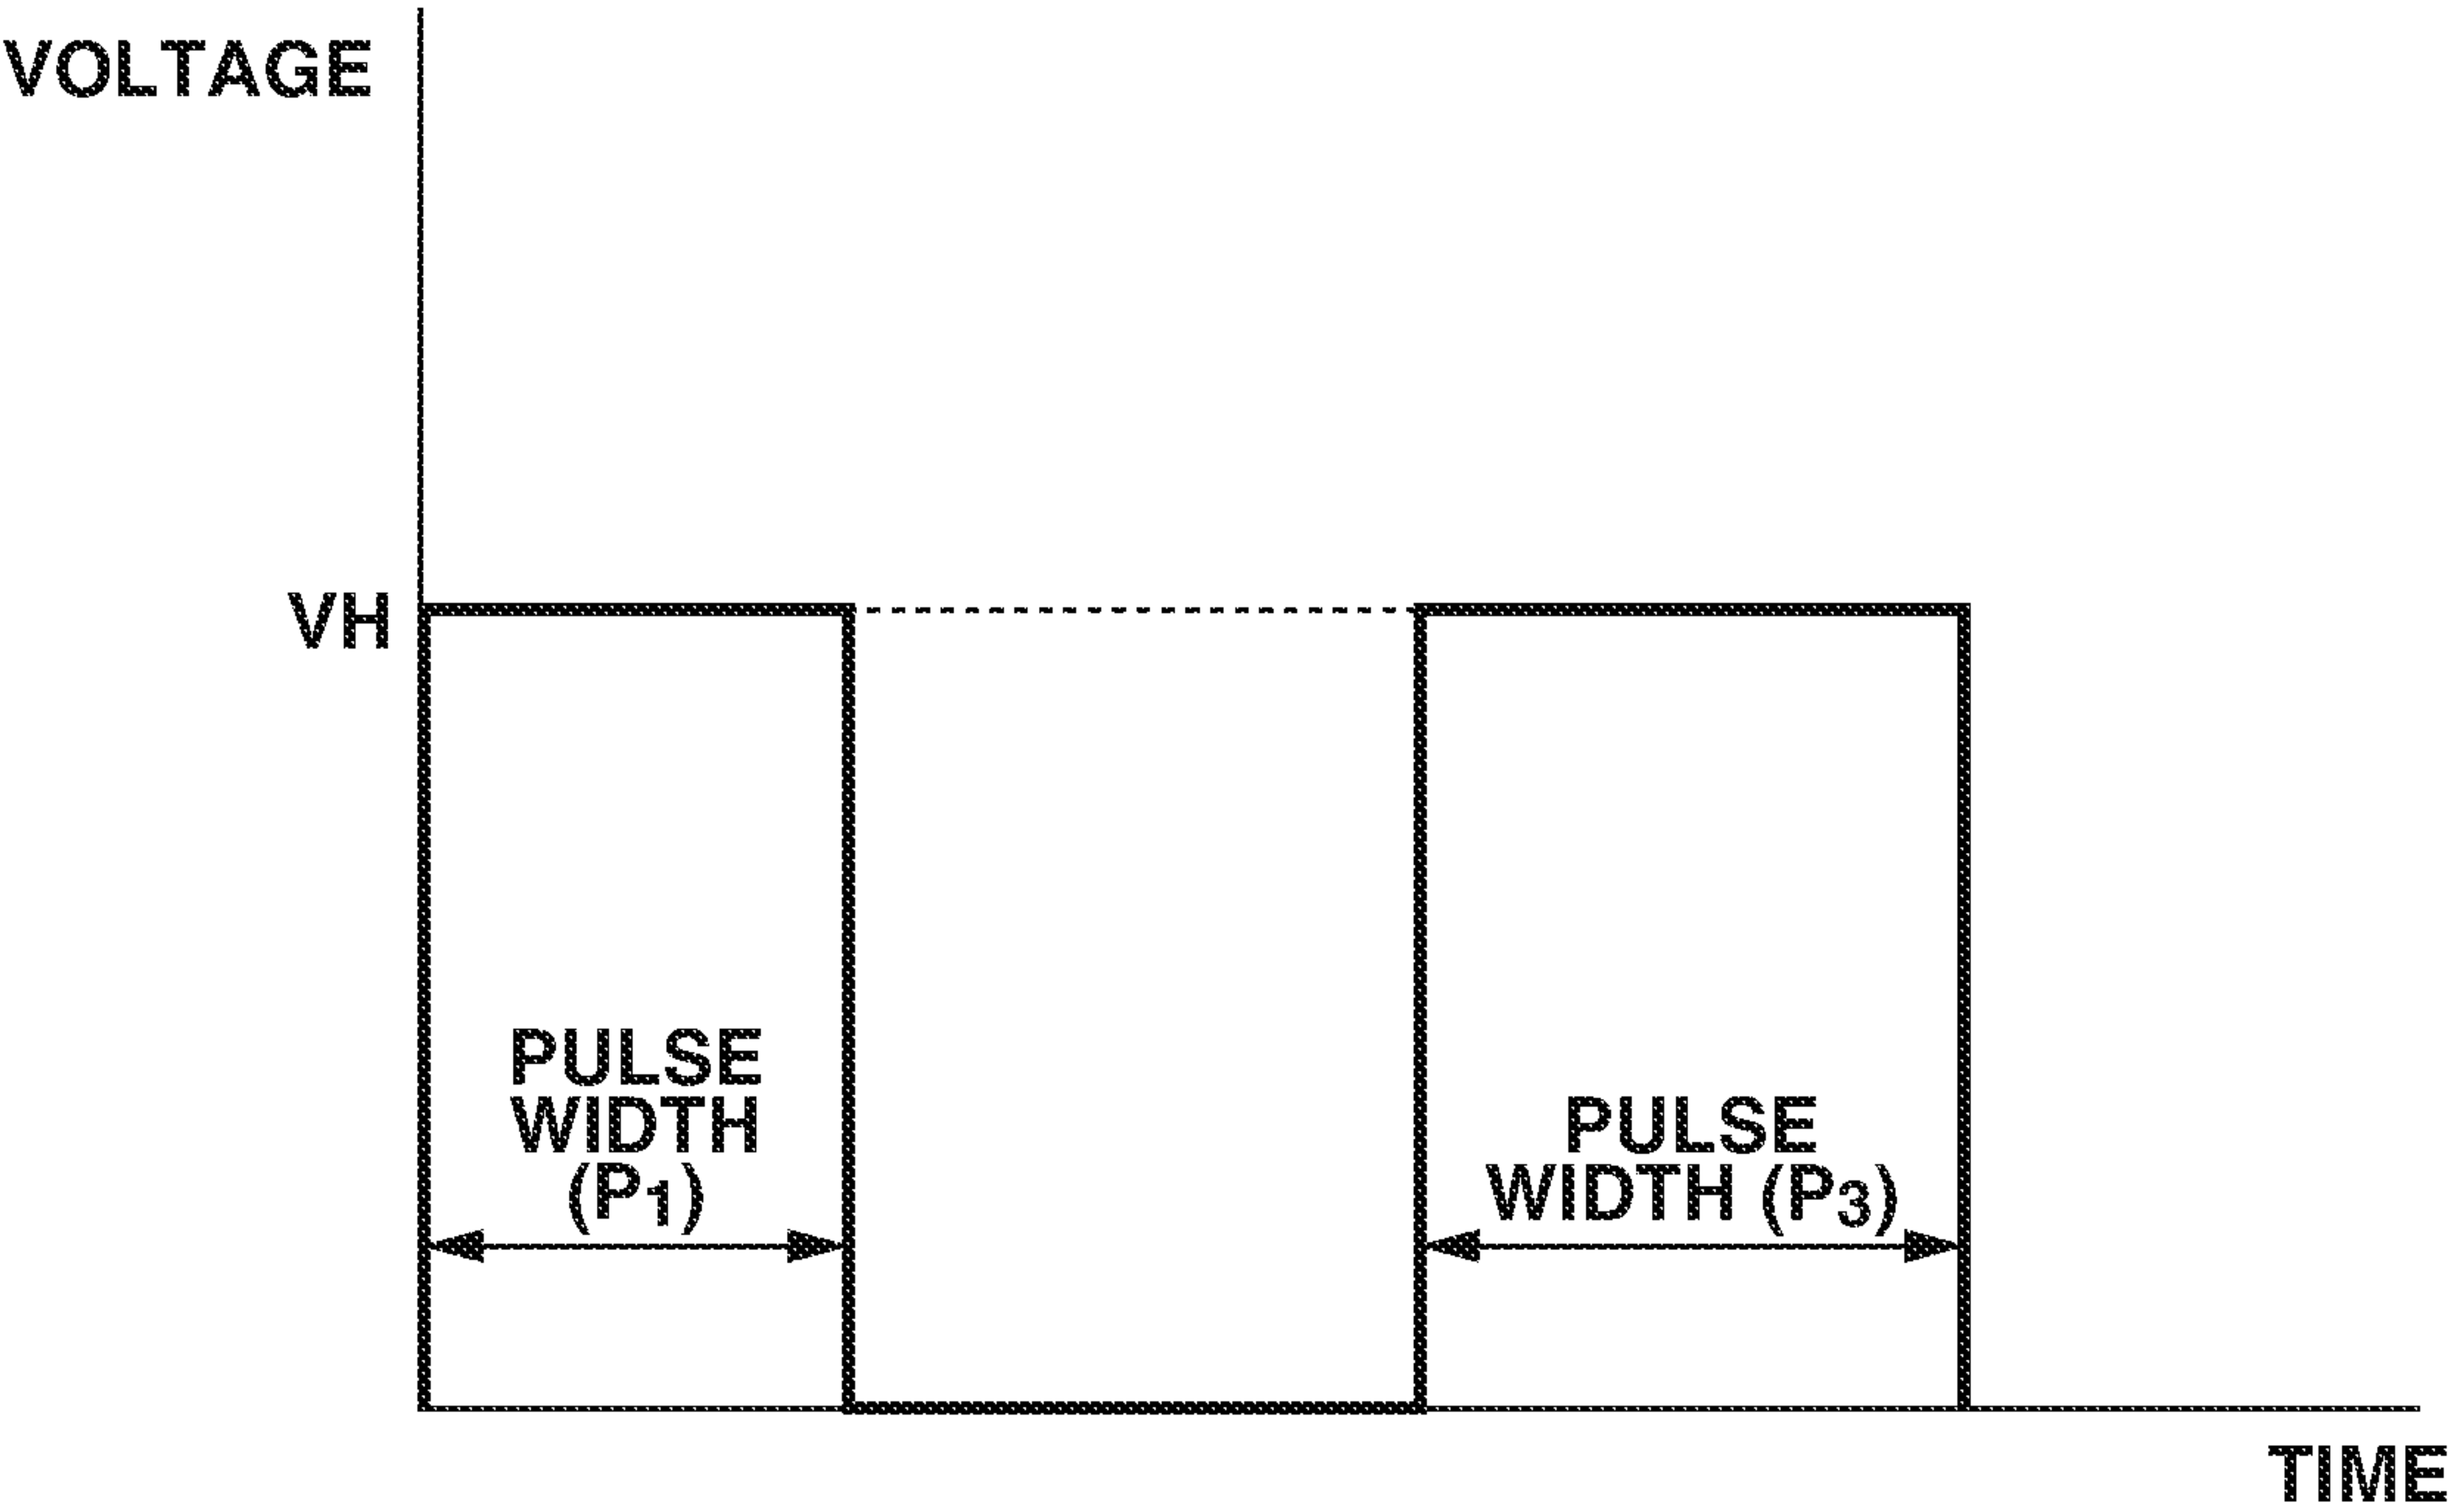 VOLTAGE
VH
PULSE
WIDTH
(P1)
PULSE
WIDTH (P3)
TIME